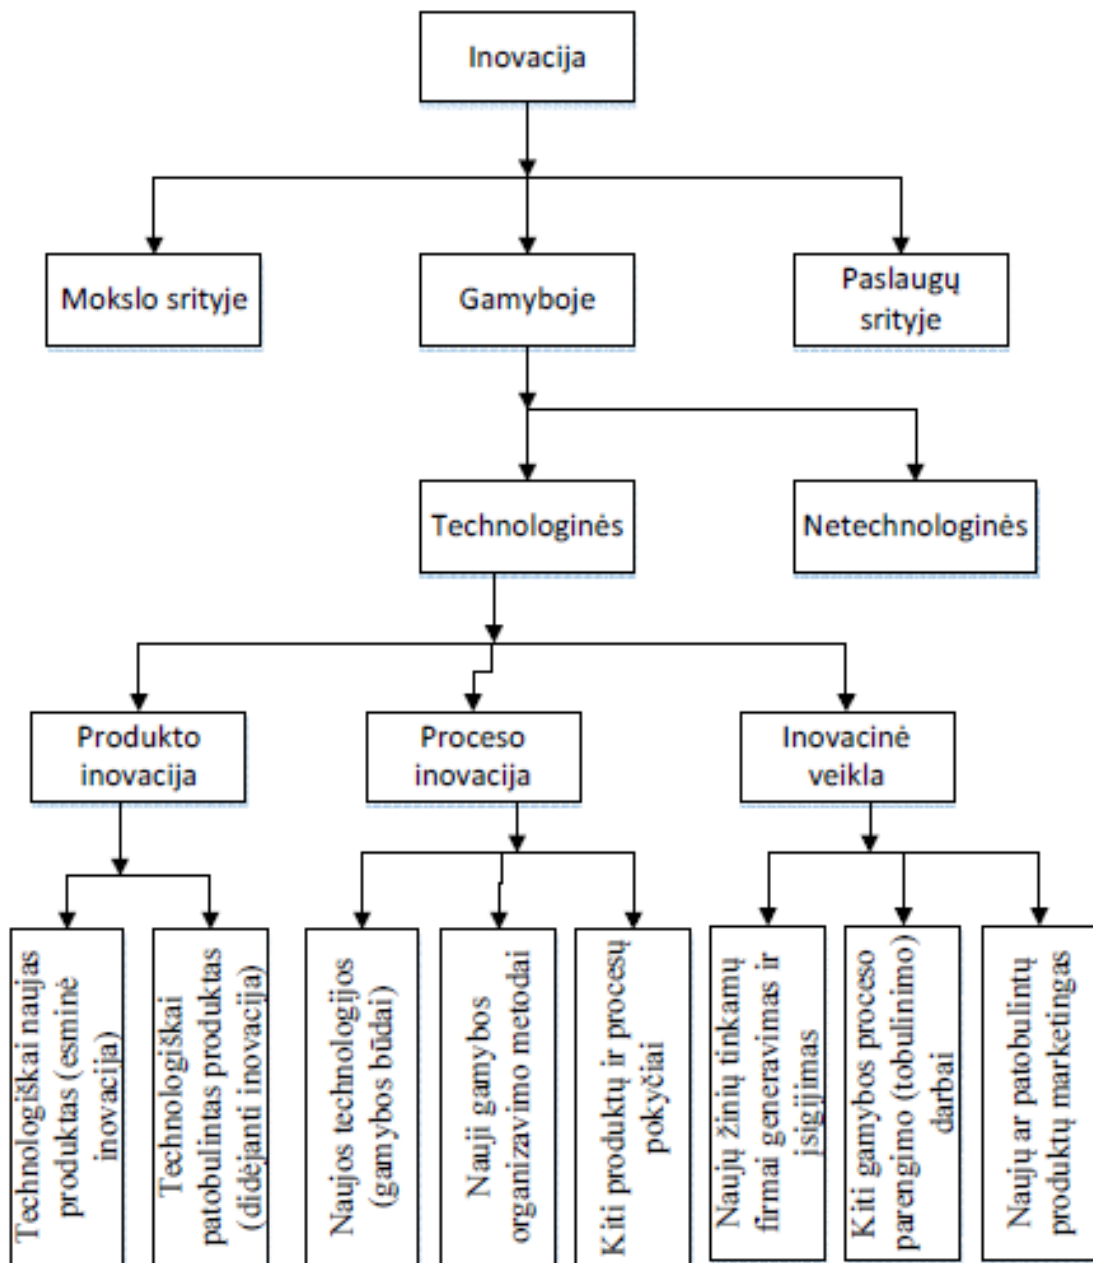 Inovacija
Mokslo srityje
Gamyboje
Paslaugų
srityje
Technologinės
Netechnologinės
Produkto
inovacija
Proceso
inovacija
Inovacinė
veikla
Technologiškai naujas
produktas (esminė
inovacija)
Technologiškai
patobulintas produktas
(didėjanti inovacija)
Naujos technologijos
(gamybos būdai)
Nauji gamybos
organizavimo metodai
Kiti produktų ir procesų
pokyčiai
Naujų žinių tinkamų
firmai generavimas ir
įsigijimas
Kiti gamybos proceso
parengimo (tobulinimo)
darbai
Naujų ar patobulintų
produktų marketingas